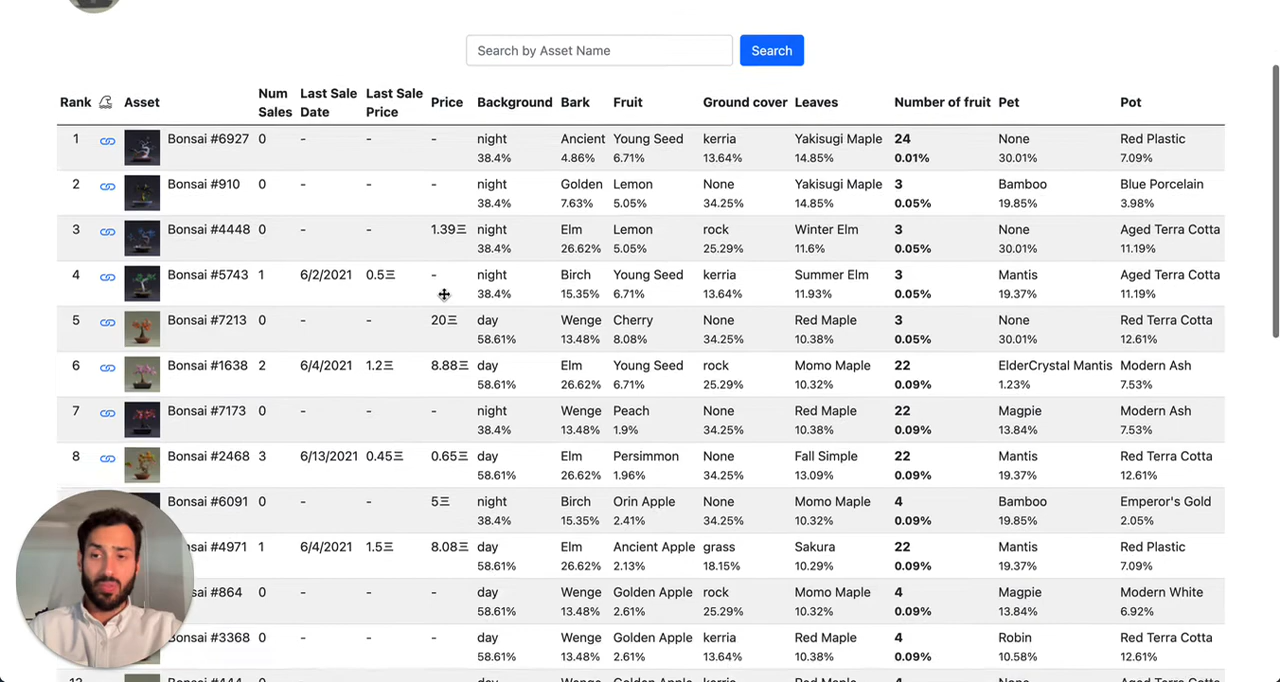 Search by Asset Name Search
Num Last Sale Last Sale
Rank Asset Price Background Bark Fruit Ground cover Leaves Number of fruit Pet Pot
Sales Date Price
1 Bonsai #6927 0 - - - night Ancient Young Seed kerria Yakisugi Maple 24 None Red Plastic
38.4% 4.86% 6.71% 13.64% 14.85% 0.01% 30.01% 7.09%
2 Bonsai #910 0 - - - night Golden Lemon None Yakisugi Maple 3 Bamboo Blue Porcelain
38.4% 7.63% 5.05% 34.25% 14.85% 0.05% 19.85% 3.98%
3 Bonsai #4448 0 - - 1.39Ξ night Elm Lemon rock Winter Elm 3 None Aged Terra Cotta
38.4% 26.62% 5.05% 25.29% 11.6% 0.05% 30.01% 11.19%
4 Bonsai #5743 1 6/2/2021 0.5Ξ - night Birch Young Seed kerria Summer Elm 3 Mantis Aged Terra Cotta
38.4% 15.35% 6.71% 13.64% 11.93% 0.05% 19.37% 11.19%
5 Bonsai #7213 0 - - 20Ξ day Wenge Cherry None Red Maple 3 None Red Terra Cotta
58.61% 13.48% 8.08% 34.25% 10.38% 0.05% 30.01% 12.61%
6 Bonsai #1638 2 6/4/2021 1.2Ξ 8.88Ξ day Elm Young Seed rock Momo Maple 22 ElderCrystal Mantis Modern Ash
58.61% 26.62% 6.71% 25.29% 10.32% 0.09% 1.23% 7.53%
7 Bonsai #7173 0 - - - night Wenge Peach None Red Maple 22 Magpie Modern Ash
38.4% 13.48% 1.9% 34.25% 10.38% 0.09% 13.84% 7.53%
8 Bonsai #2468 3 6/13/2021 0.45Ξ 0.65Ξ day Elm Persimmon None Fall Simple 22 Mantis Red Terra Cotta
58.61% 26.62% 1.96% 34.25% 13.09% 0.09% 19.37% 12.61%
Bonsai #6091 0 - - 5Ξ night Birch Orin Apple None Momo Maple 4 Bamboo Emperor's Gold
38.4% 15.35% 2.41% 34.25% 10.32% 0.09% 19.85% 2.05%
nsai #4971 1 6/4/2021 1.5Ξ 8.08Ξ day Elm Ancient Apple grass Sakura 22 Mantis Red Plastic
58.61% 26.62% 2.13% 18.15% 10.29% 0.09% 19.37% 7.09%
sai #864 0 - - - day Wenge Golden Apple rock Momo Maple 4 Magpie Modern White
58.61% 13.48% 2.61% 25.29% 10.32% 0.09% 13.84% 6.92%
sai #3368 0 - - - day Wenge Golden Apple kerria Red Maple 4 Robin Red Terra Cotta
58.61% 13.48% 2.61% 13.64% 10.38% 0.09% 10.58% 12.61%